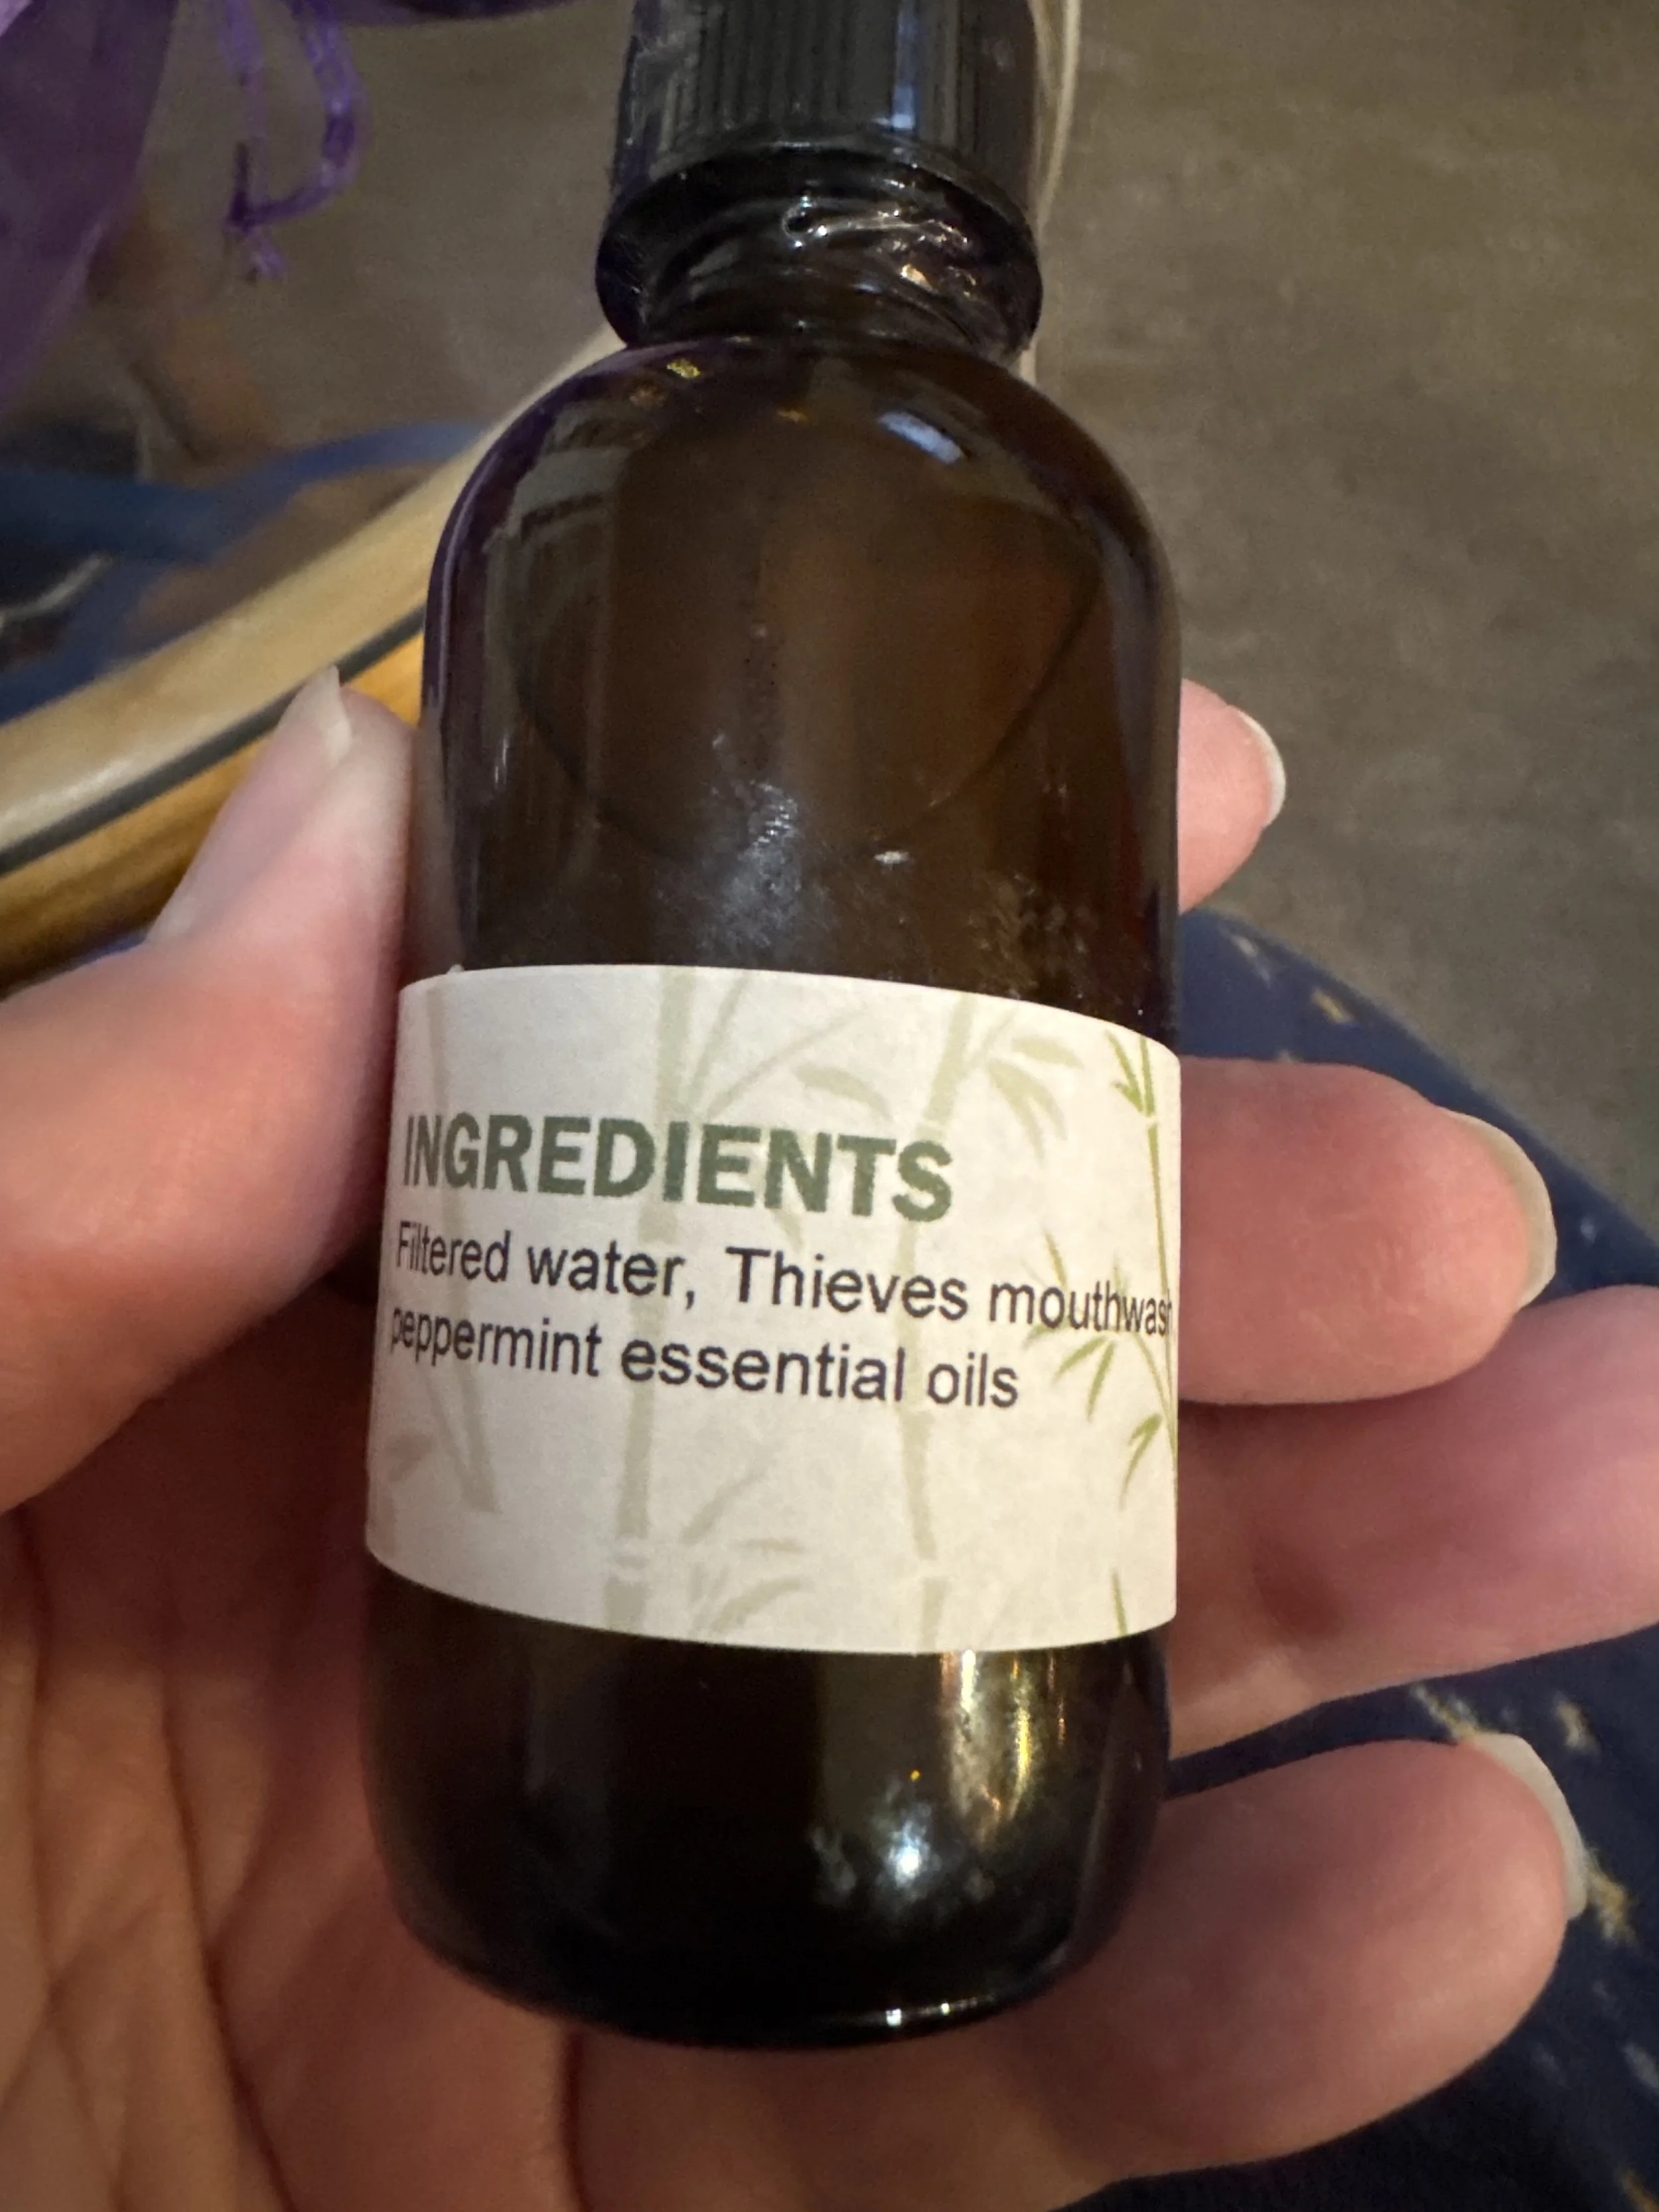 INGREDIENTS
Filtered water, Thieves mouthwash
peppermint essential oils